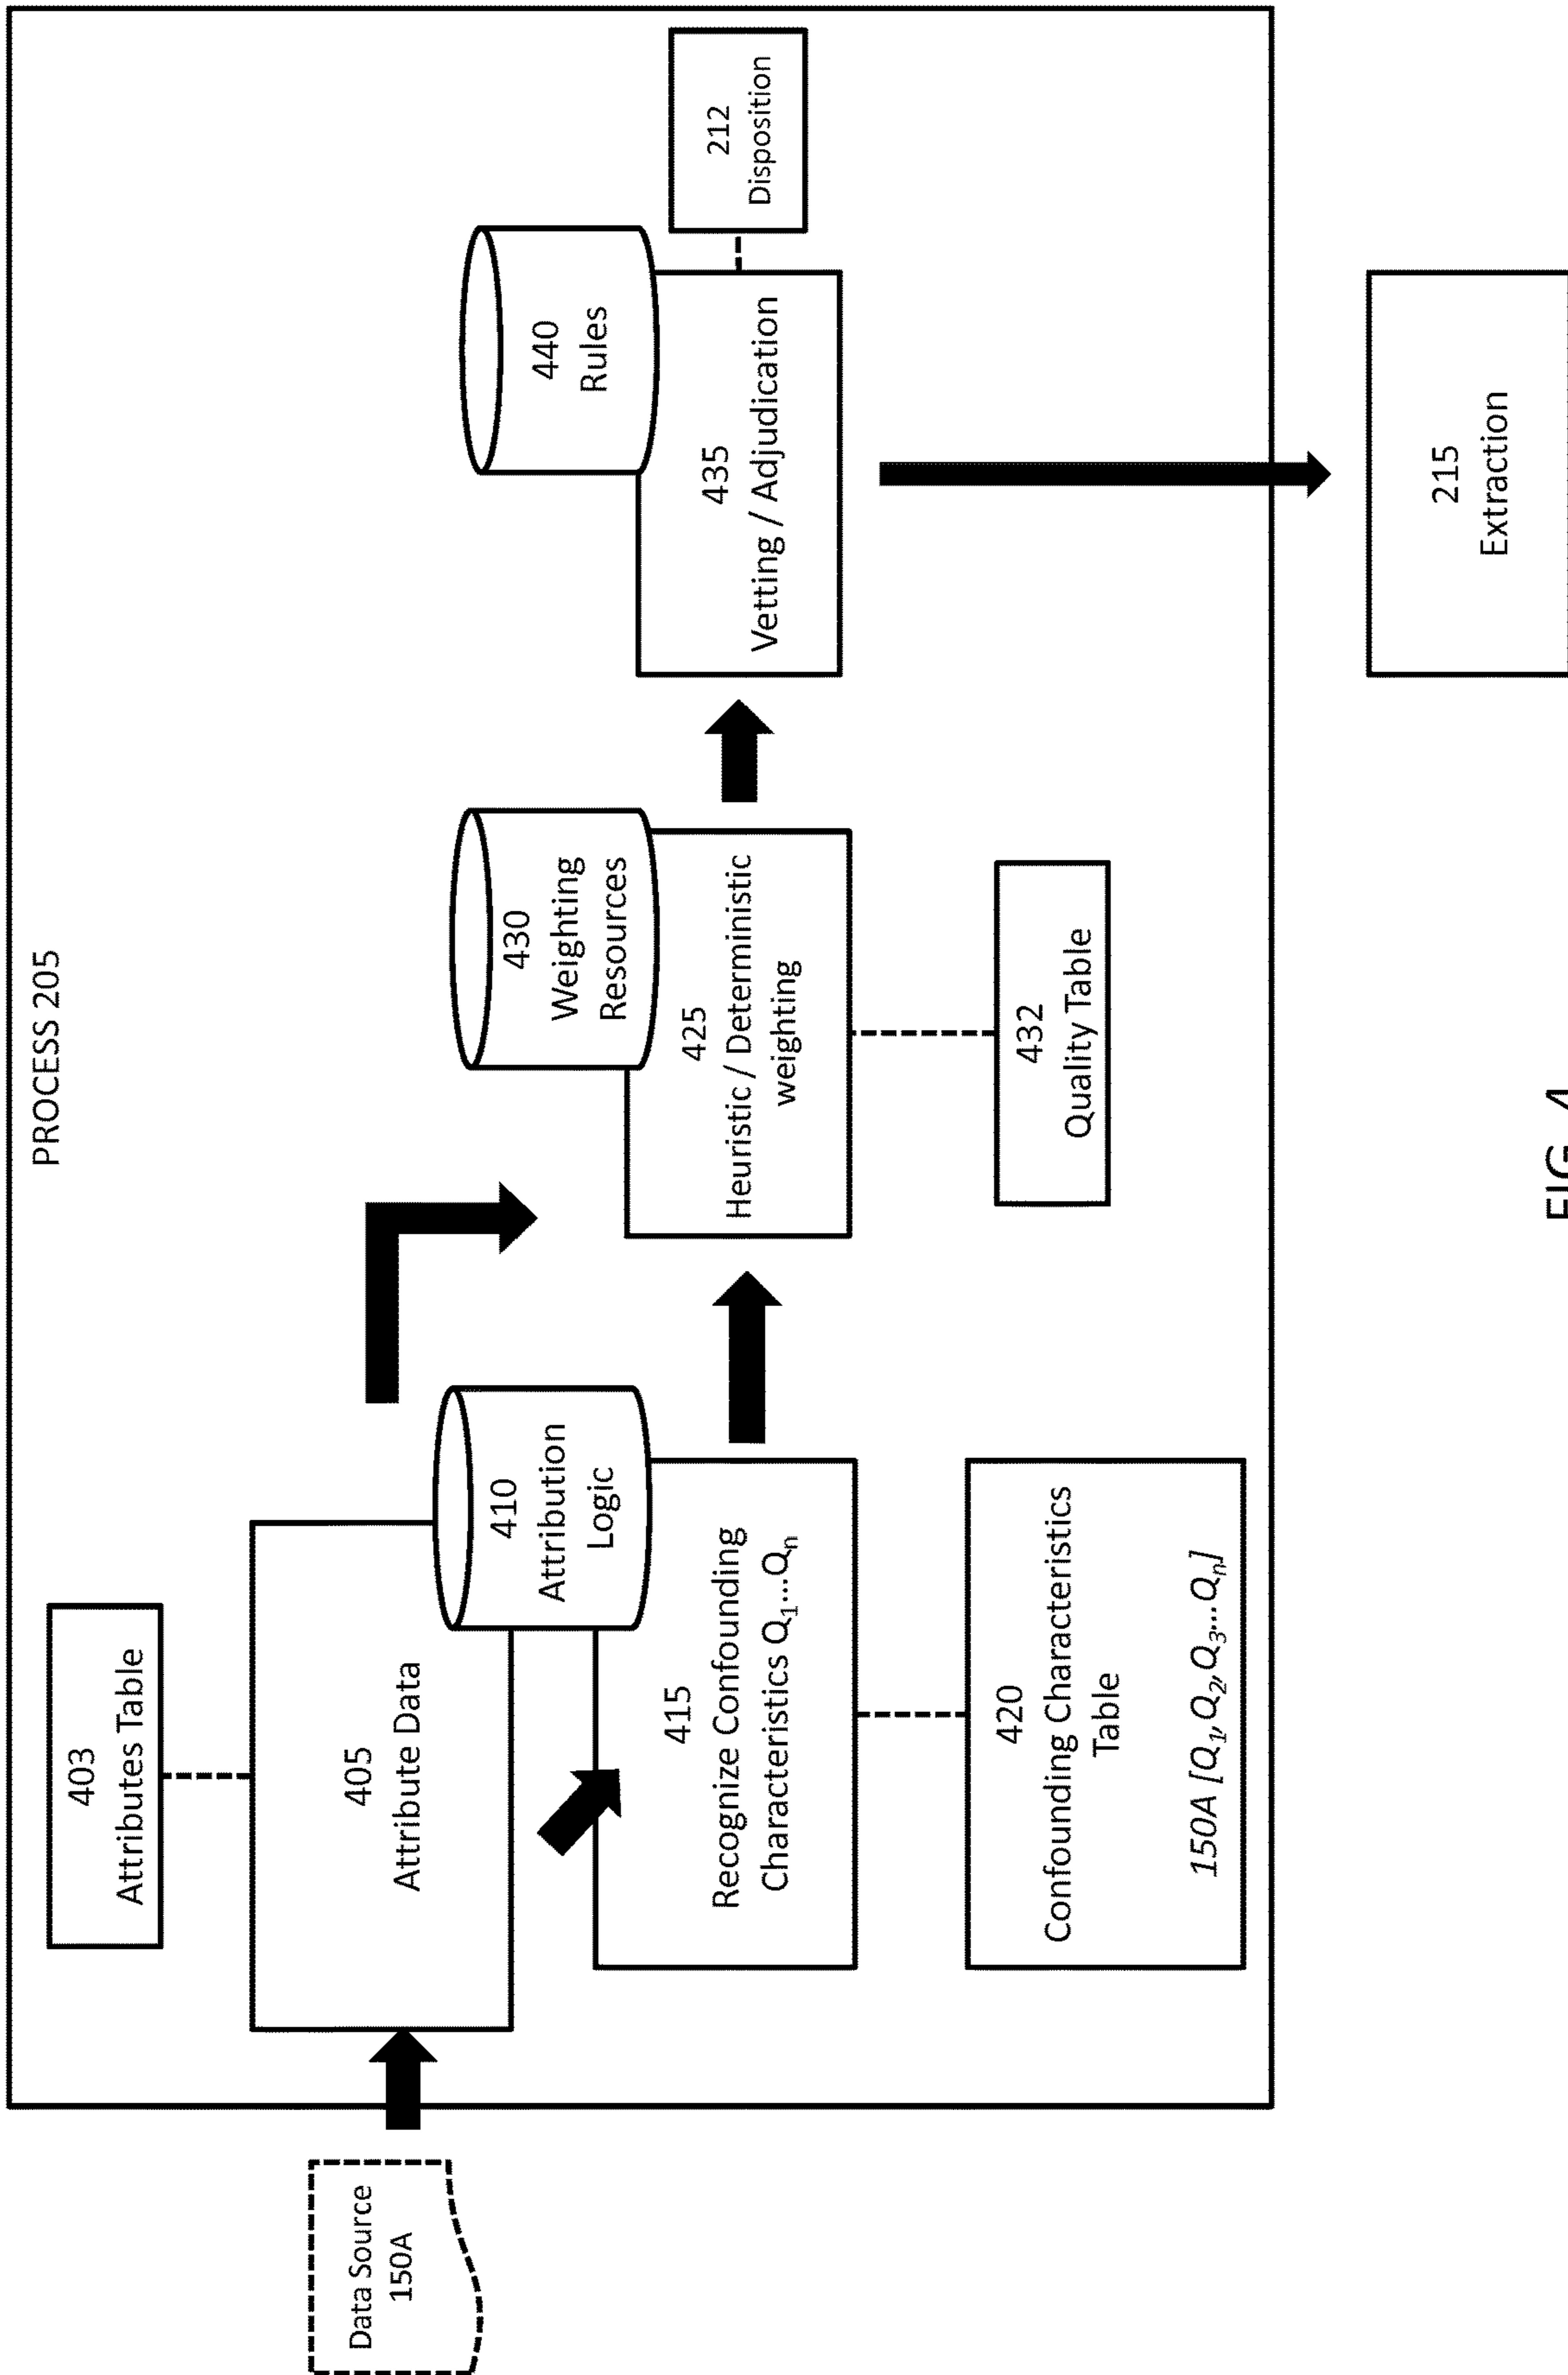 PROCESS 205
Data Source
150A
403
Attributes Table
405
Attribute Data
410
Attribution
Logic
415
Recognize Confounding
Characteristics Q₁...Qₙ
420
Confounding Characteristics
Table
150A [Q₁, Q₂, Q₃...Qₙ]
430
Weighting
Resources
425
Heuristic / Deterministic
weighting
432
Quality Table
440
Rules
435
Vetting / Adjudication
212
Disposition
215
Extraction
FIG. 4